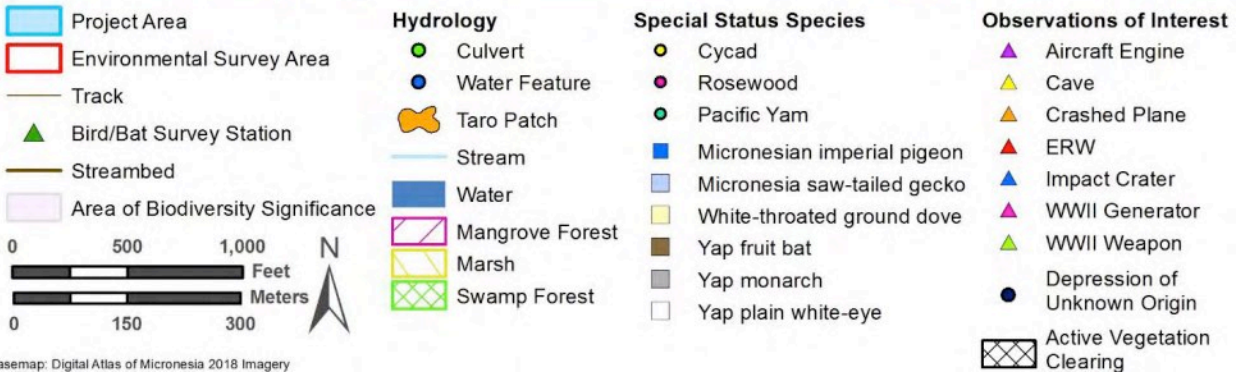 Project Area
Environmental Survey Area
Track
Bird/Bat Survey Station
Streambed
Area of Biodiversity Significance
0 500 1,000
Feet
Meters
0 150 300
N
asemap: Digital Atlas of Micronesia 2018 Imagery
Hydrology
Culvert
Water Feature
Taro Patch
Stream
Water
Mangrove Forest
Marsh
Swamp Forest
Special Status Species
Cycad
Rosewood
Pacific Yam
Micronesian imperial pigeon
Micronesia saw-tailed gecko
White-throated ground dove
Yap fruit bat
Yap monarch
Yap plain white-eye
Observations of Interest
Aircraft Engine
Cave
Crashed Plane
ERW
Impact Crater
WWII Generator
WWII Weapon
Depression of
Unknown Origin
Active Vegetation
Clearing